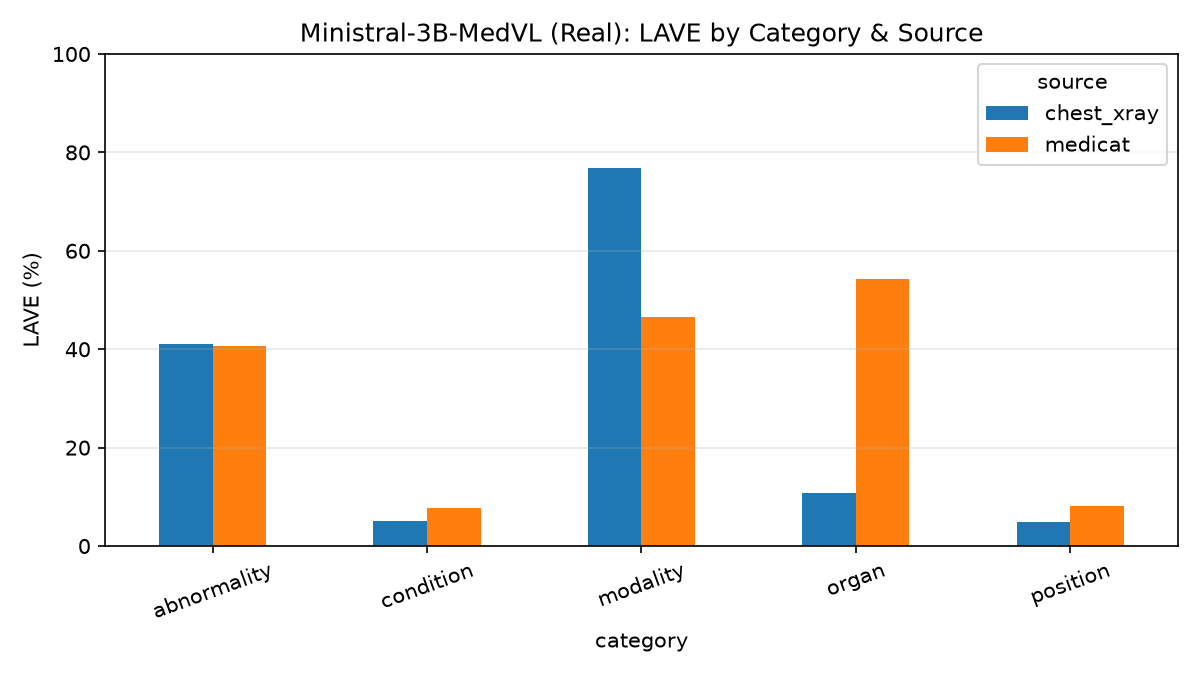 Ministral-3B-MedVL (Real): LAVE by Category & Source
100
80
60
40
20
0
LAVE (%)
source
chest_xray
medicat
abnormality
condition
modality
organ
position
category